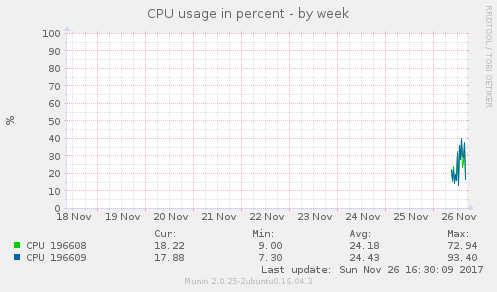 CPU usage in percent - by week
RRDTOOL / TOBI OETIKER
%
100
90
80
70
60
50
40
30
20
10
0
18 Nov 19 Nov 20 Nov 21 Nov 22 Nov 23 Nov 24 Nov 25 Nov 26 Nov
Cur: Min: Avg: Max:
CPU 196608 18.22 9.00 24.18 72.94
CPU 196609 17.88 7.30 24.43 93.40
Last update: Sun Nov 26 16:30:09 2017
Munin 2.0.25-2ubuntu0.16.04.3